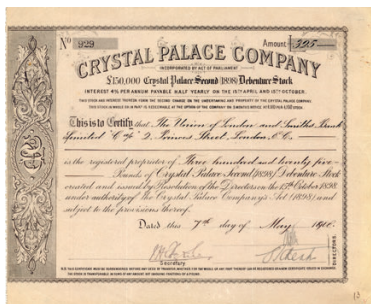 No 323
Amount £325
CRYSTAL PALACE COMPANY
INCORPORATED BY ACT OF PARLIAMENT
£150,000 Crystal Palace Second (1898) Debenture Stock
INTEREST 4% PER ANNUM PAYABLE HALF YEARLY ON THE 15TH APRIL AND 15TH OCTOBER
This is to Certify that The Union of London and Smiths Bank
Limited 2, Princes Street, London, E.C.
is the registered proprietor of Three hundred and twenty five
Pounds of Crystal Palace Second (1898) Debenture Stock
created and issued by Resolution of the Directors on the 15th October 1898
under authority of the Crystal Palace Company's Act (1898) and
subject to the provisions thereof.
Dated this 7th day of May 1910.
Secretary
DIRECTORS
13